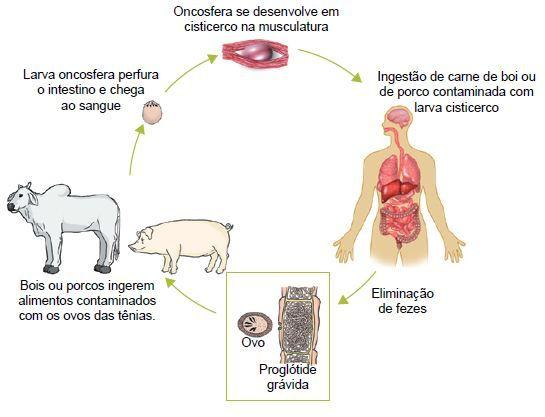 Oncosfera se desenvolve em
cisticerco na musculatura
Ingestão de carne de boi ou
de porco contaminada com
larva cisticerco
Eliminação
de fezes
Ovo
Proglótide
grávida
Bois ou porcos ingerem
alimentos contaminados
com os ovos das tênias.
Larva oncosfera perfura
o intestino e chega
ao sangue